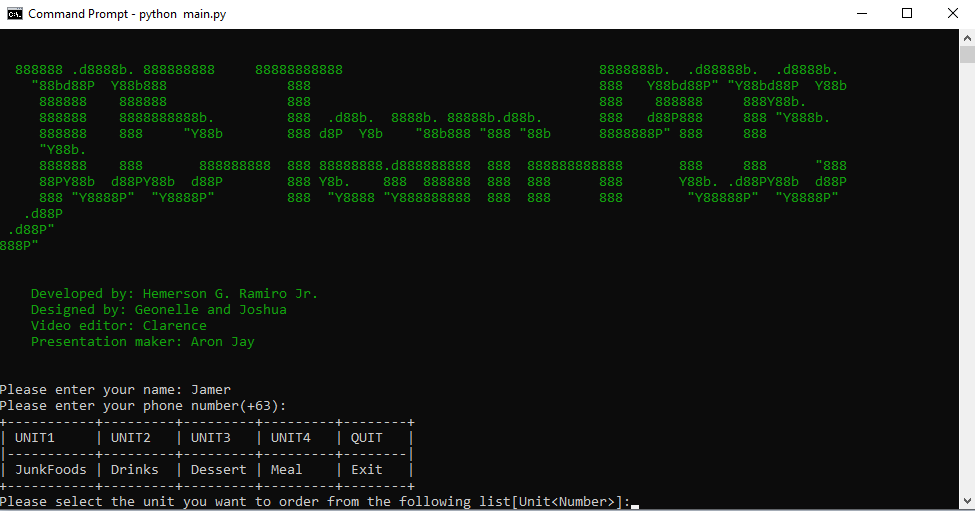 Command Prompt - python  main.py
  888888 .d8888b. 888888888     88888888888                                8888888b.  .d88888b.  .d8888b.
    "88bd88P  Y88b888               888                                    888   Y88bd88P" "Y88bd88P  Y88b
     888888    888888               888                                    888    888888     888Y88b.
     888888    8888888888b.         888  .d88b.  8888b. 88888b.d88b.       888   d88P888     888 "Y888b.
     888888    888     "Y88b        888 d8P  Y8b    "88b888 "888 "88b      8888888P" 888     888
     "Y88b.
     888888    888       888888888  888 88888888.d888888888  888  888888888888       888     888      "888
     88PY88b  d88PY88b  d88P        888 Y8b.    888  888888  888  888      888       Y88b. .d88PY88b  d88P
     888 "Y8888P"  "Y8888P"         888  "Y8888 "Y888888888  888  888      888        "Y88888P"  "Y8888P"
   .d88P
 .d88P"
888P"
Developed by: Hemerson G. Ramiro Jr.
Designed by: Geonelle and Joshua
Video editor: Clarence
Presentation maker: Aron Jay
Please enter your name: Jamer
Please enter your phone number(+63):
+-----------+---------+---------+---------+--------+
| UNIT1     | UNIT2   | UNIT3   | UNIT4   | QUIT   |
|-----------+---------+---------+---------+--------|
| JunkFoods | Drinks  | Dessert | Meal    | Exit   |
+-----------+---------+---------+---------+--------+
Please select the unit you want to order from the following list[Unit<Number>]: